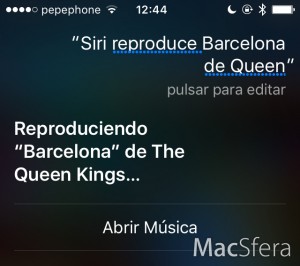 pepephone 12:44
“Siri reproduce Barcelona
de Queen”
pulsar para editar
Reproduciendo
“Barcelona” de The
Queen Kings...
Abrir Música
MacSfera